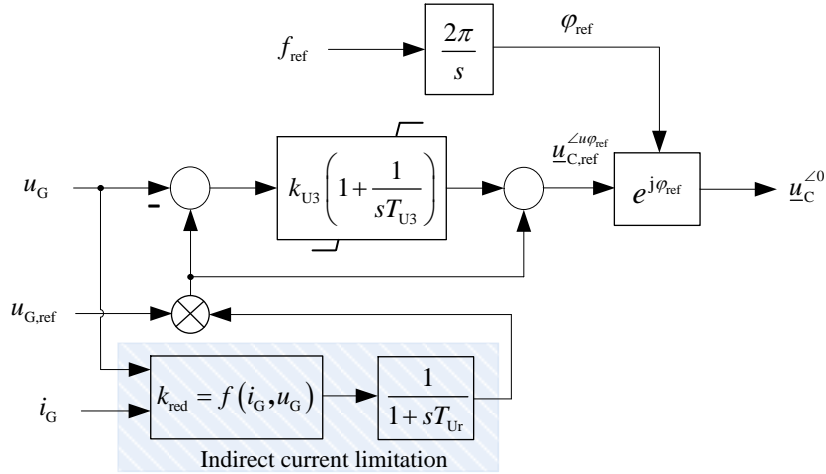 f_ref
2π / s
φ_ref
u_G
-
k_U3 (1 + 1 / sT_U3)
u_C,ref^∠uφ_ref
e^jφ_ref
u_C^∠0
u_G,ref
i_G
k_red = f(i_G, u_G)
1 / 1 + sT_Ur
Indirect current limitation